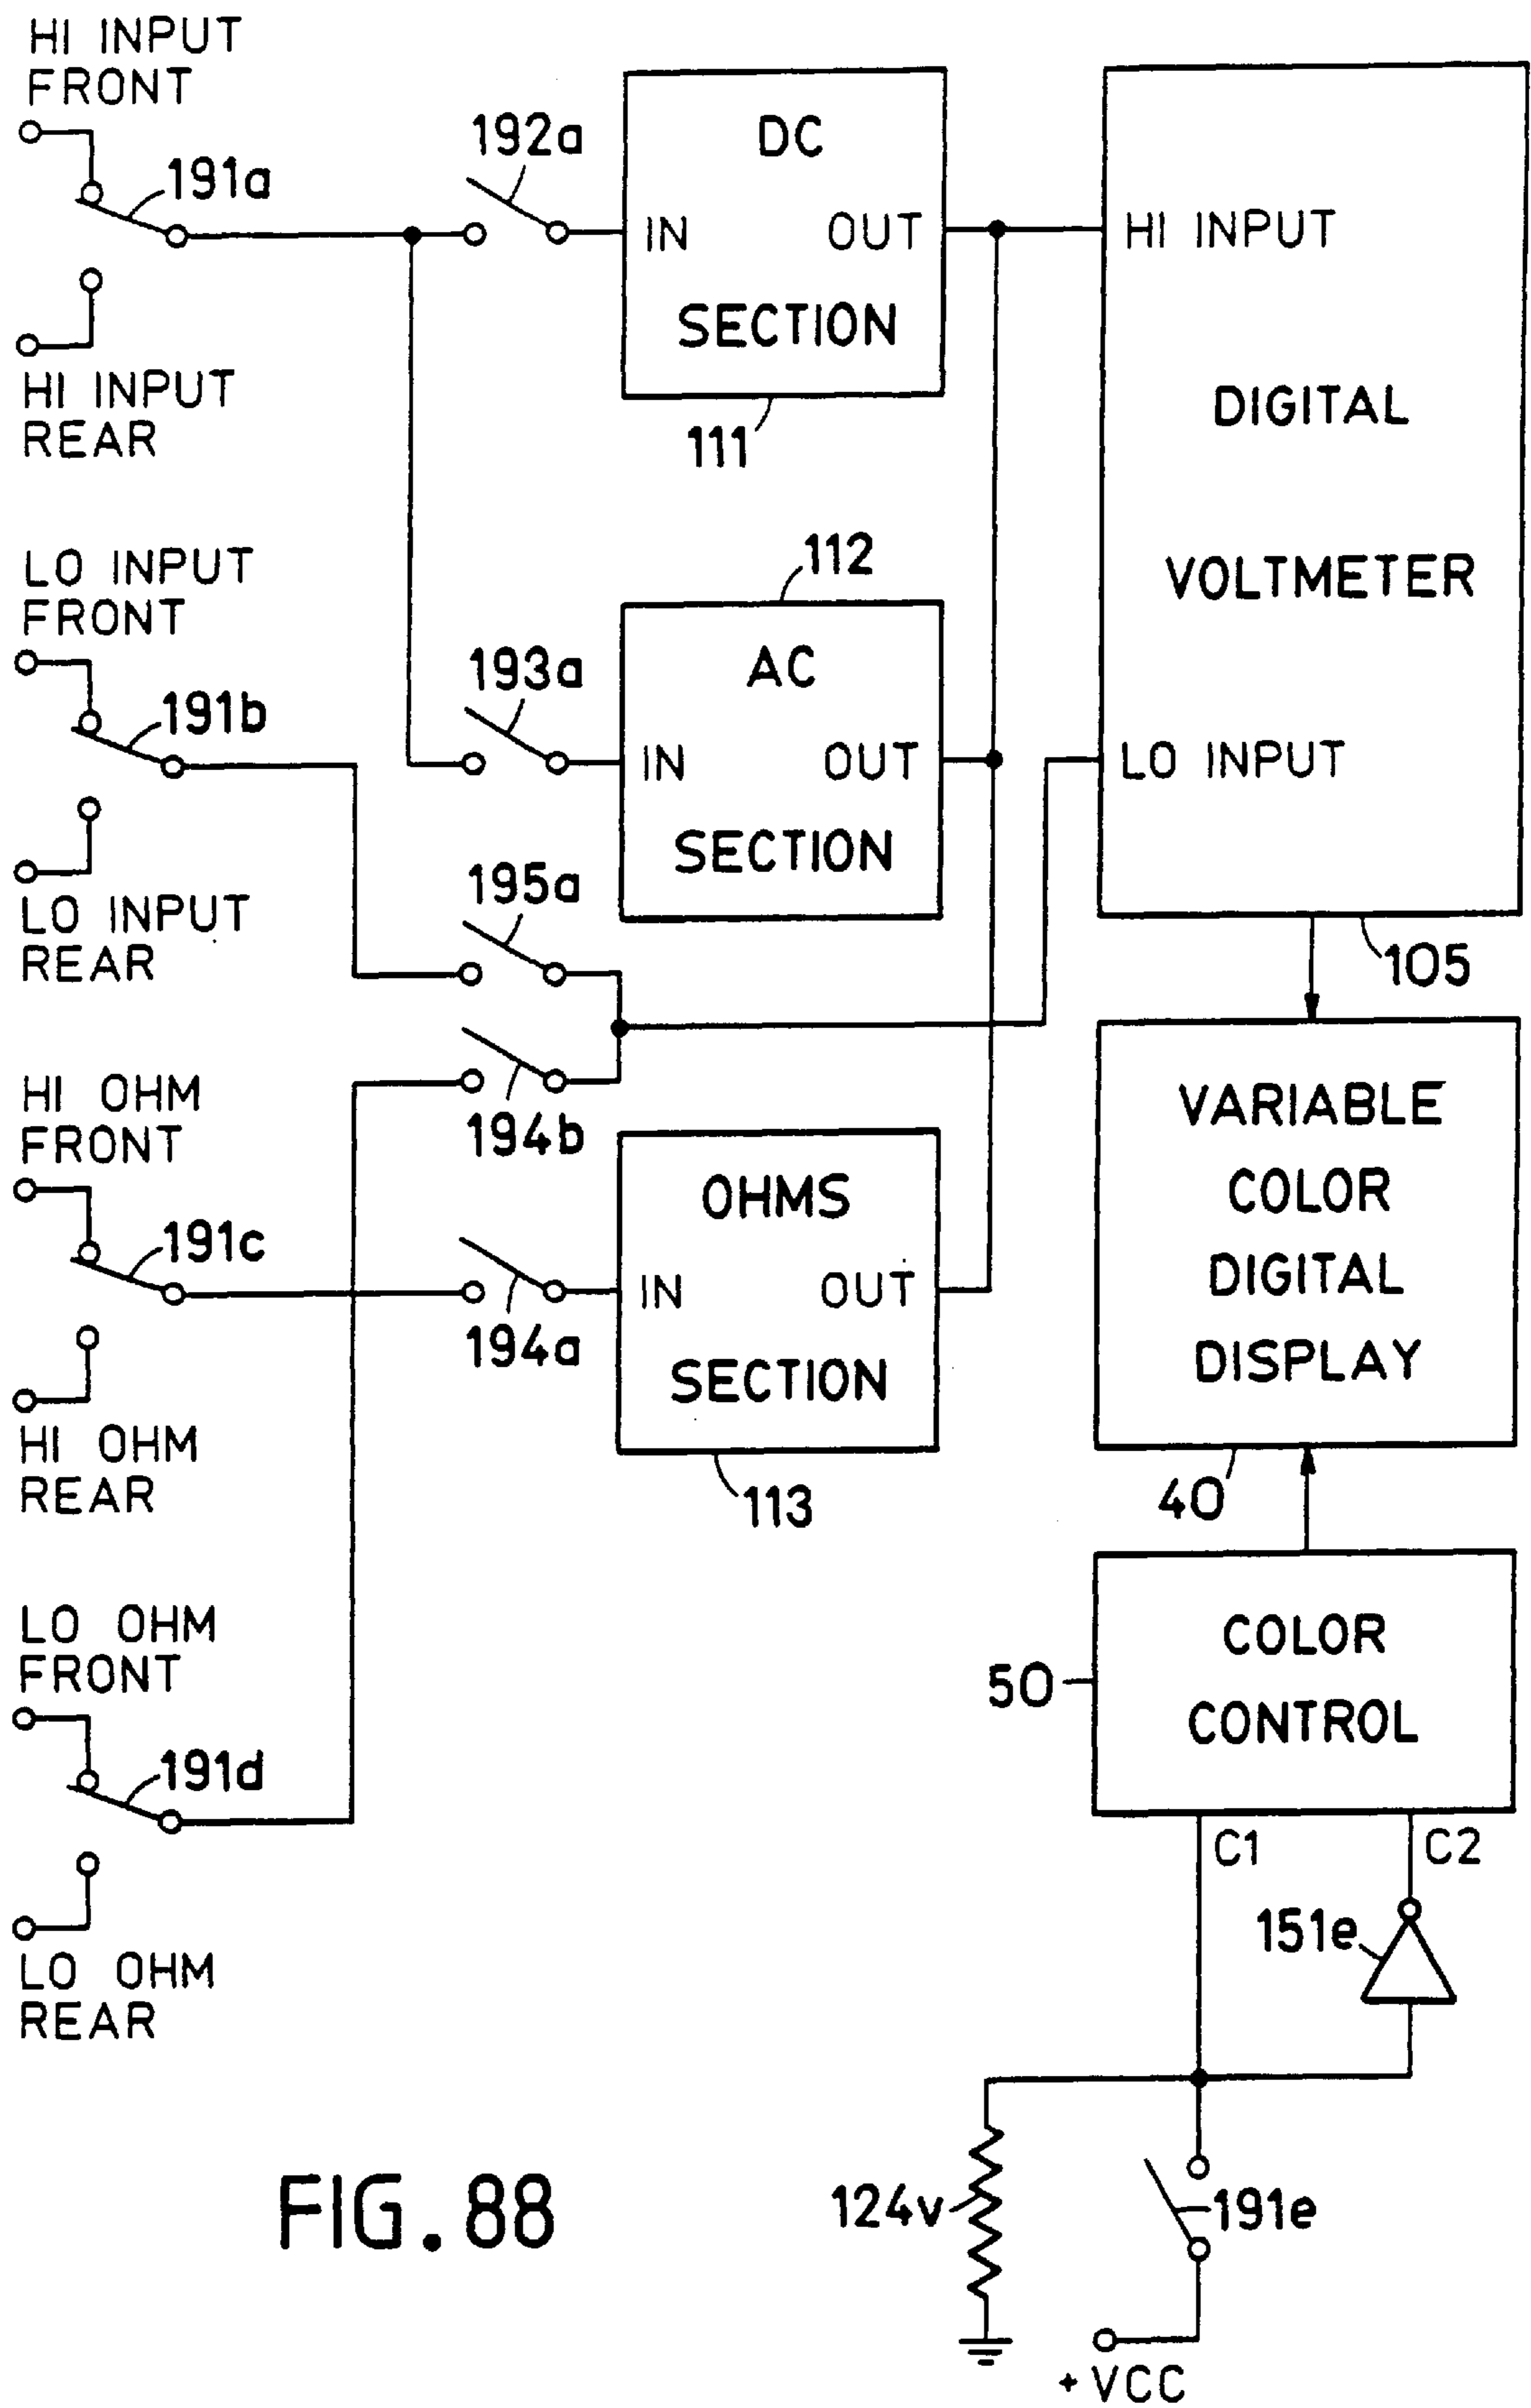 HI INPUT
FRONT
191a
HI INPUT
REAR
192a
DC
IN OUT
SECTION
111
HI INPUT
DIGITAL
VOLTMETER
LO INPUT
105
LO INPUT
FRONT
191b
LO INPUT
REAR
112
193a
AC
IN OUT
SECTION
195a
194b
HI OHM
FRONT
191c
HI OHM
REAR
194a
OHMS
IN OUT
SECTION
113
VARIABLE
COLOR
DIGITAL
DISPLAY
40
LO OHM
FRONT
191d
LO OHM
REAR
50
COLOR
CONTROL
C1 C2
151e
124v
191e
+ VCC
FIG. 88